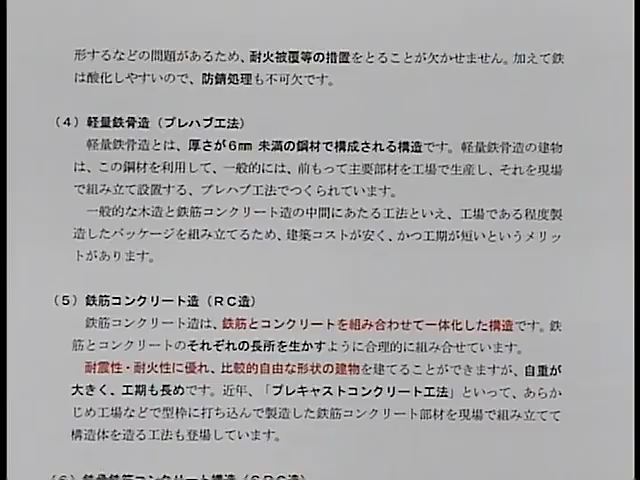 形するなどの問題があるため、耐火被覆等の措置をとることが欠かせません。加えて鉄
は酸化しやすいので、防錆処理も不可欠です。
（４）軽量鉄骨造（プレハブ工法）
軽量鉄骨造とは、厚さが６㎜ 未満の鋼材で構成される構造です。軽量鉄骨造の建物
は、この鋼材を利用して、一般的には、前もって主要部材を工場で生産し、それを現場
で組み立て設置する、プレハブ工法でつくられています。
一般的な木造と鉄筋コンクリート造の中間にあたる工法といえ、工場である程度製
造したパッケージを組み立てるため、建築コストが安く、かつ工期が短いというメリッ
トがあります。
（５）鉄筋コンクリート造（ＲＣ造）
鉄筋コンクリート造は、鉄筋とコンクリートを組み合わせて一体化した構造です。鉄
筋とコンクリートのそれぞれの長所を生かすように合理的に組み合せています。
耐震性・耐火性に優れ、比較的自由な形状の建物を建てることができますが、自重が
大きく、工期も長めです。近年、「プレキャストコンクリート工法」といって、あらか
じめ工場などで型枠に打ち込んで製造した鉄筋コンクリート部材を現場で組み立てて
構造体を造る工法も登場しています。
（６）鉄骨鉄筋コンクリート構造（ＳＲＣ造）